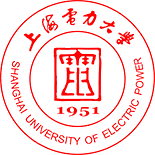 上海电力大学
1951
SHANGHAI UNIVERSITY OF ELECTRIC POWER